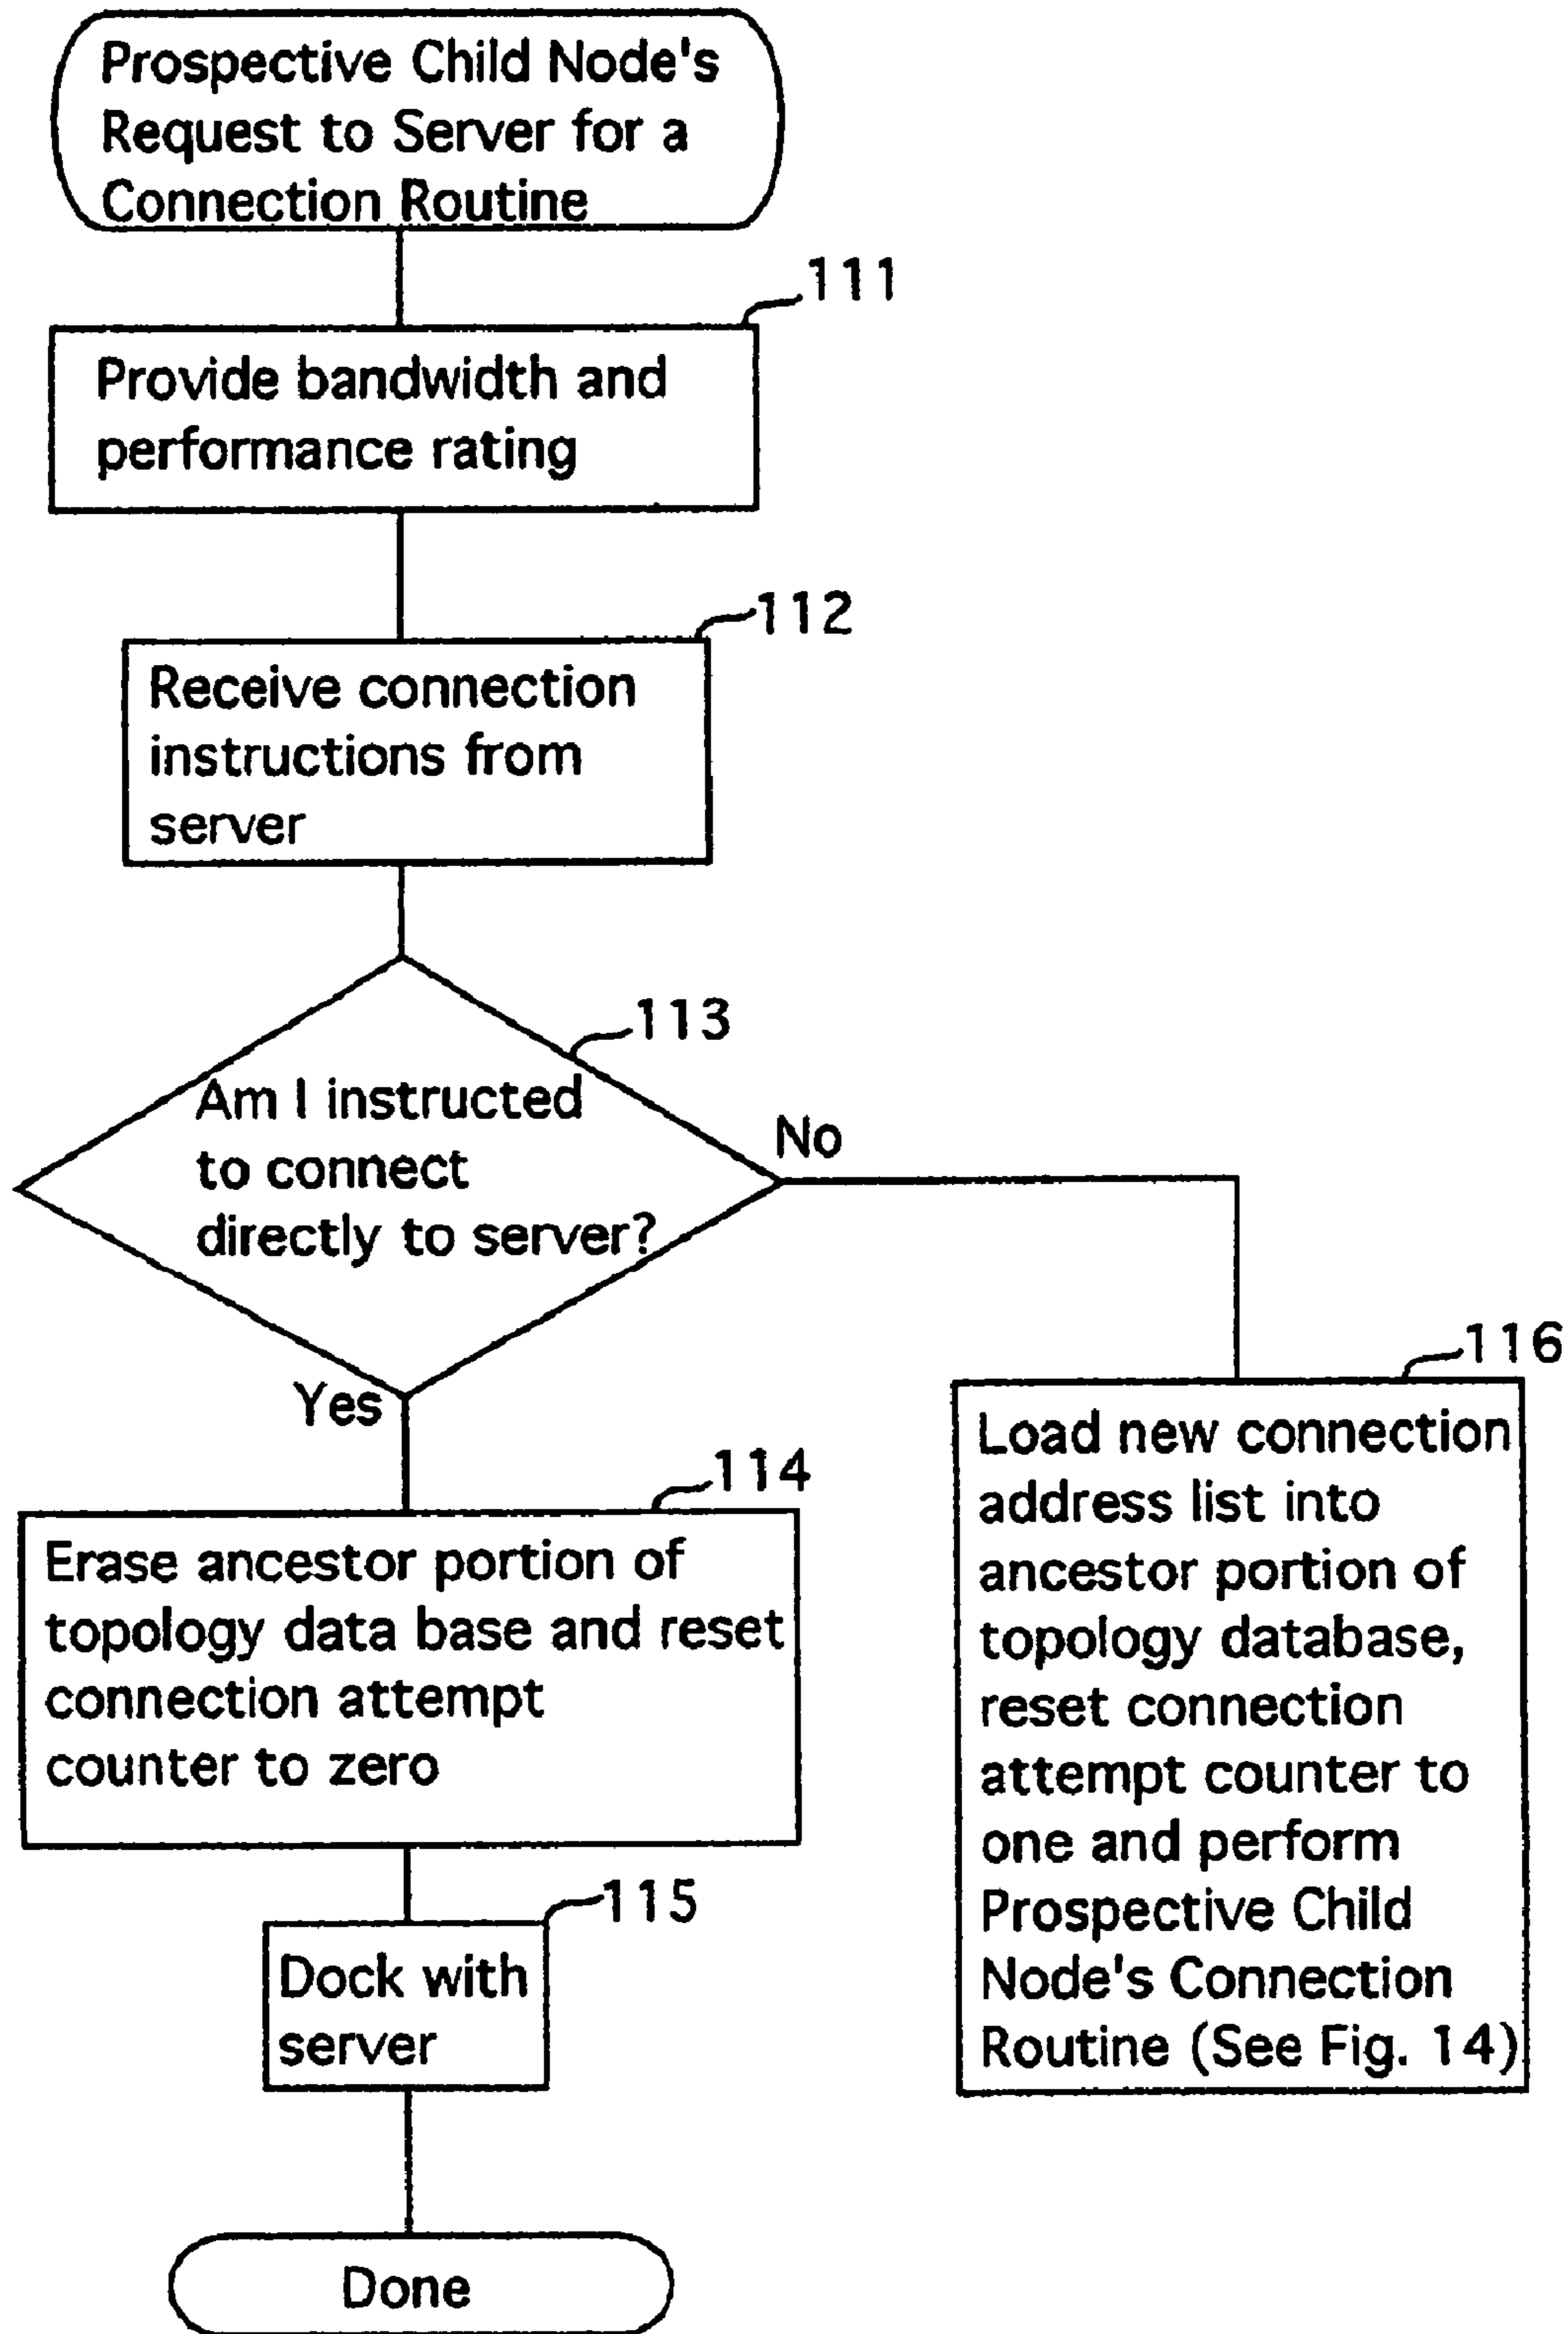 Prospective Child Node's
Request to Server for a
Connection Routine
111
Provide bandwidth and
performance rating
112
Receive connection
instructions from
server
113
Am I instructed
to connect
directly to server?
No
Yes
114
Erase ancestor portion of
topology data base and reset
connection attempt
counter to zero
115
Dock with
server
Done
116
Load new connection
address list into
ancestor portion of
topology database,
reset connection
attempt counter to
one and perform
Prospective Child
Node's Connection
Routine (See Fig. 14)